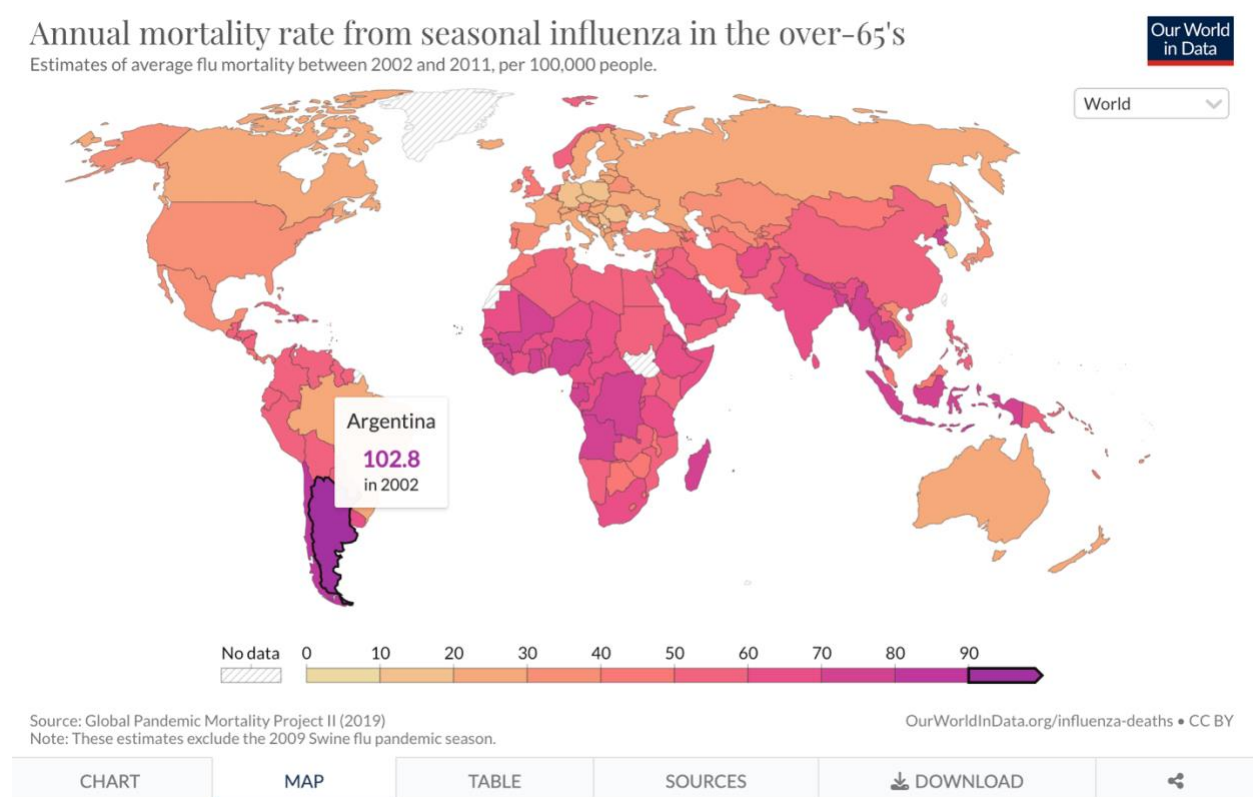 Annual mortality rate from seasonal influenza in the over-65's
Estimates of average flu mortality between 2002 and 2011, per 100,000 people.
Our World
in Data
World
Argentina
102.8
in 2002
No data 0 10 20 30 40 50 60 70 80 90
Source: Global Pandemic Mortality Project II (2019)
OurWorldInData.org/influenza-deaths • CC BY
Note: These estimates exclude the 2009 Swine flu pandemic season.
CHART MAP TABLE SOURCES DOWNLOAD